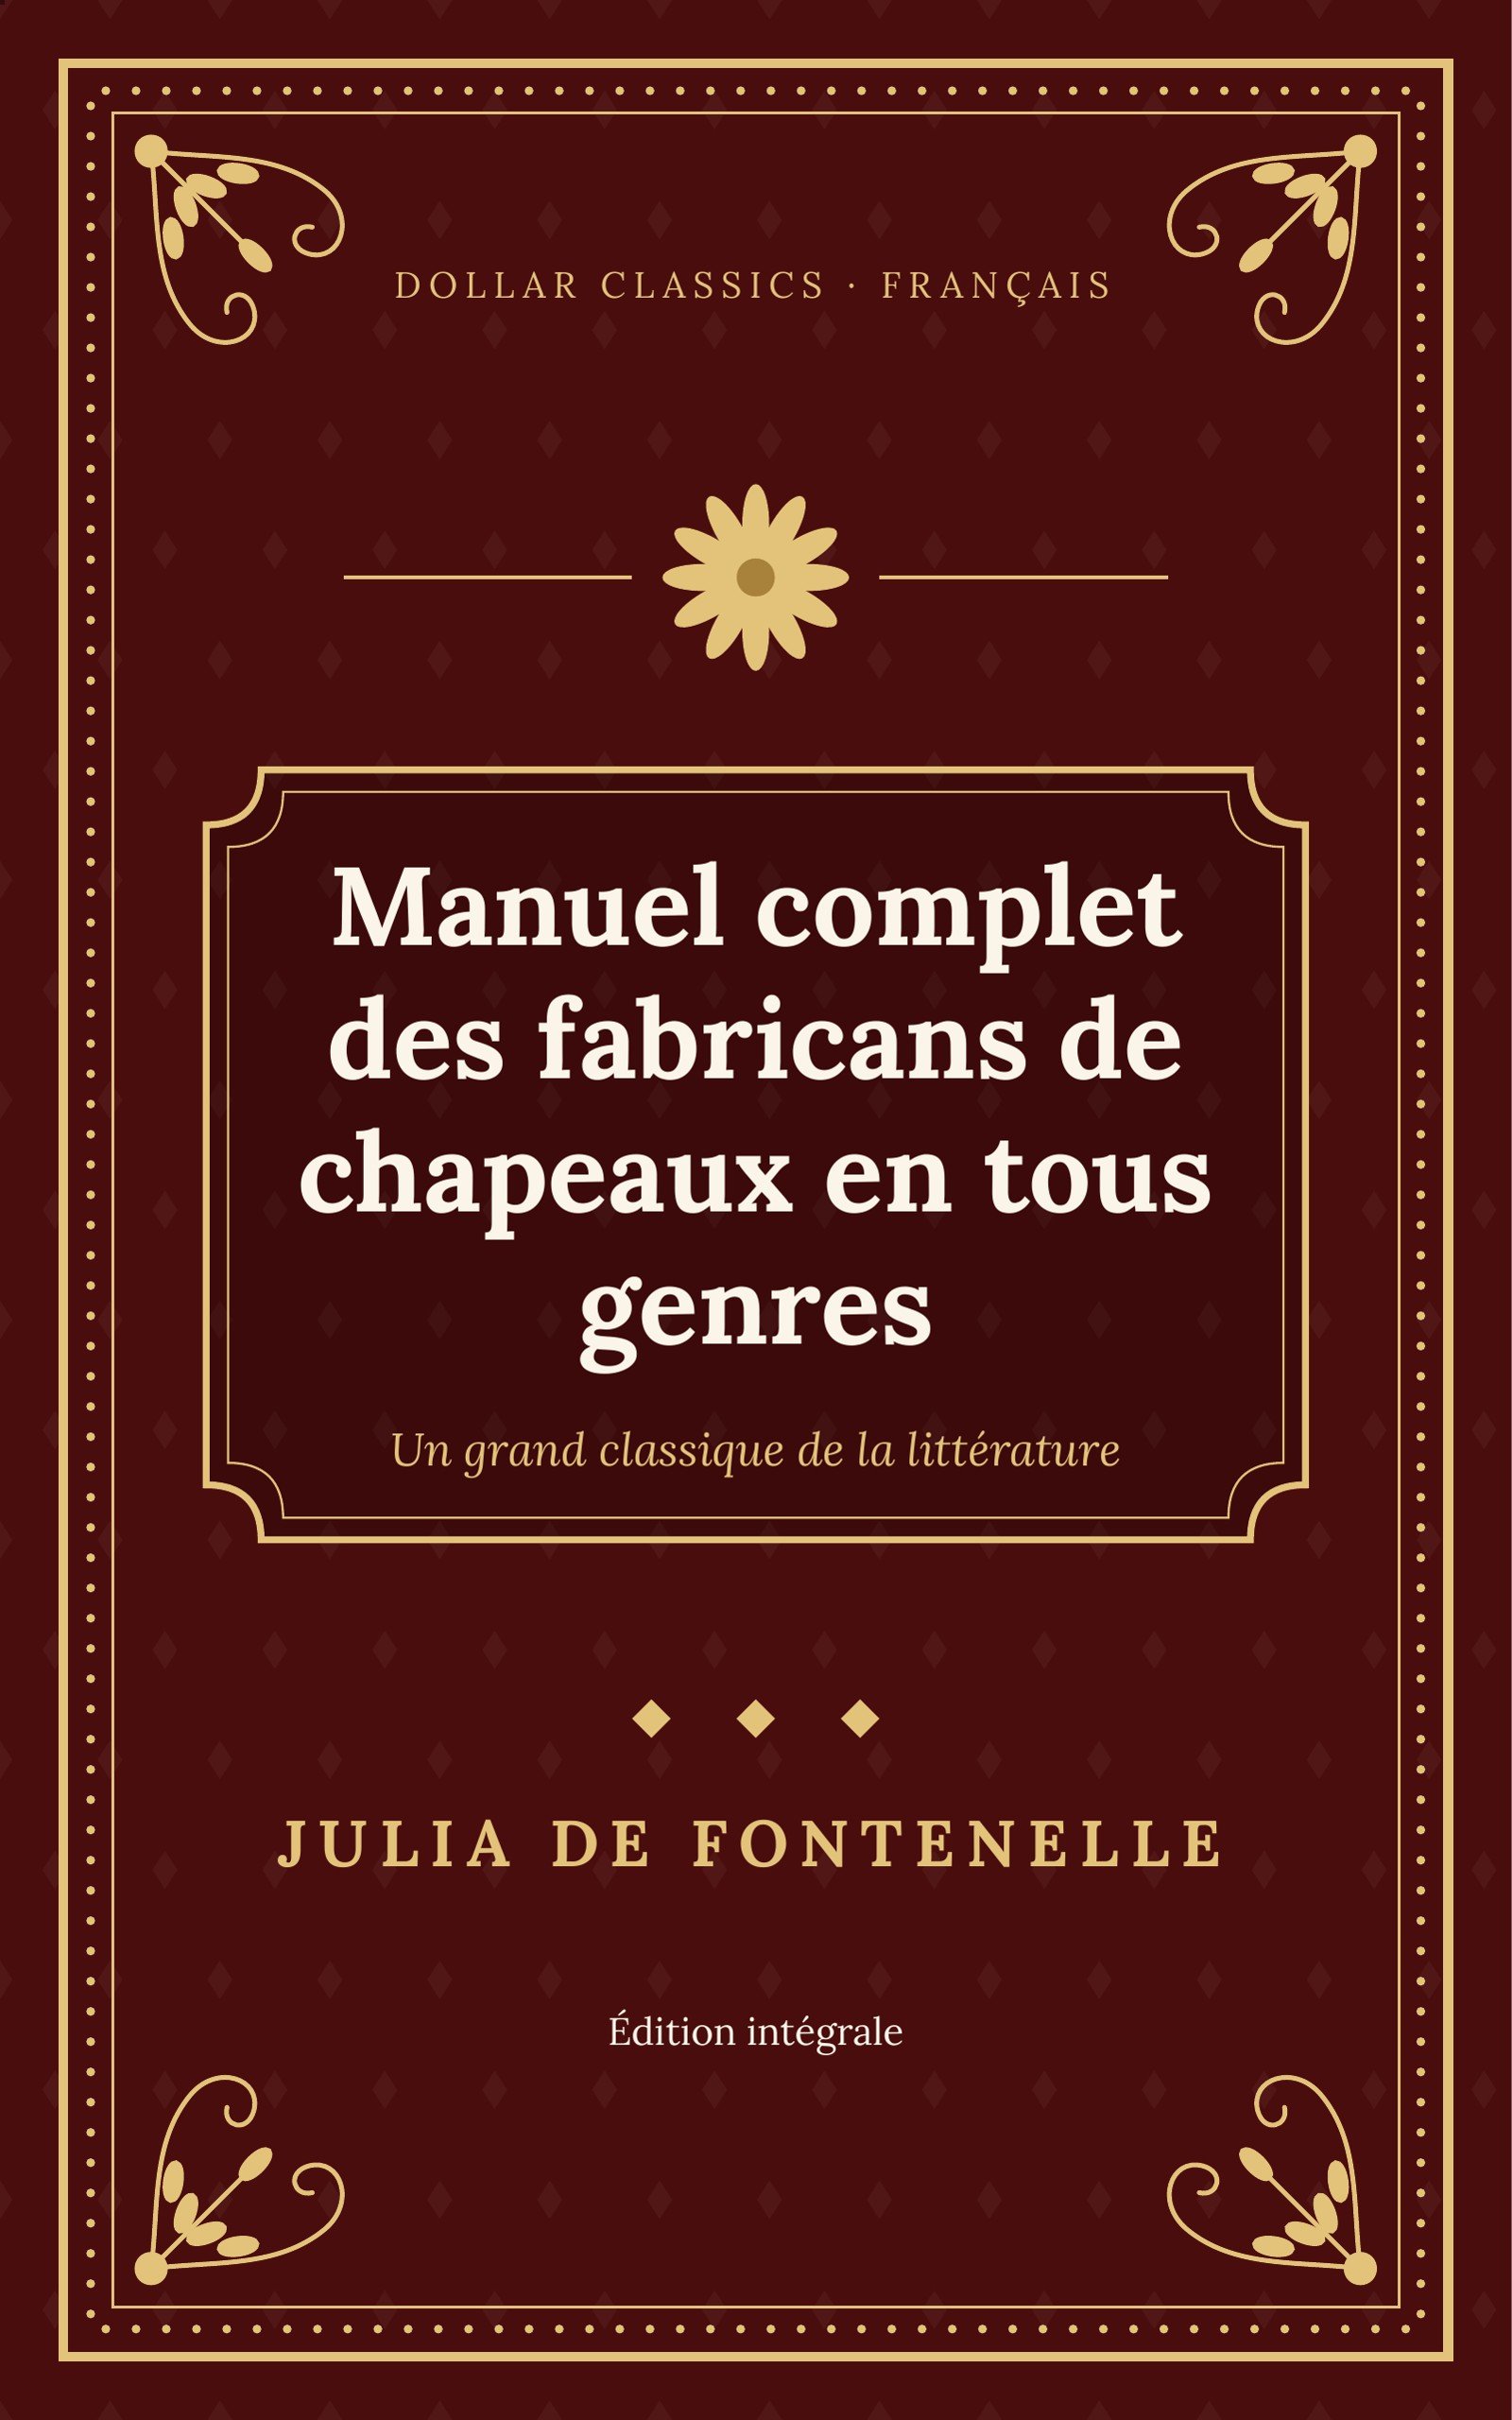 DOLLAR CLASSICS · FRANÇAIS
Manuel complet
des fabricans de
chapeaux en tous
genres
Un grand classique de la littérature
JULIA DE FONTENELLE
Édition intégrale